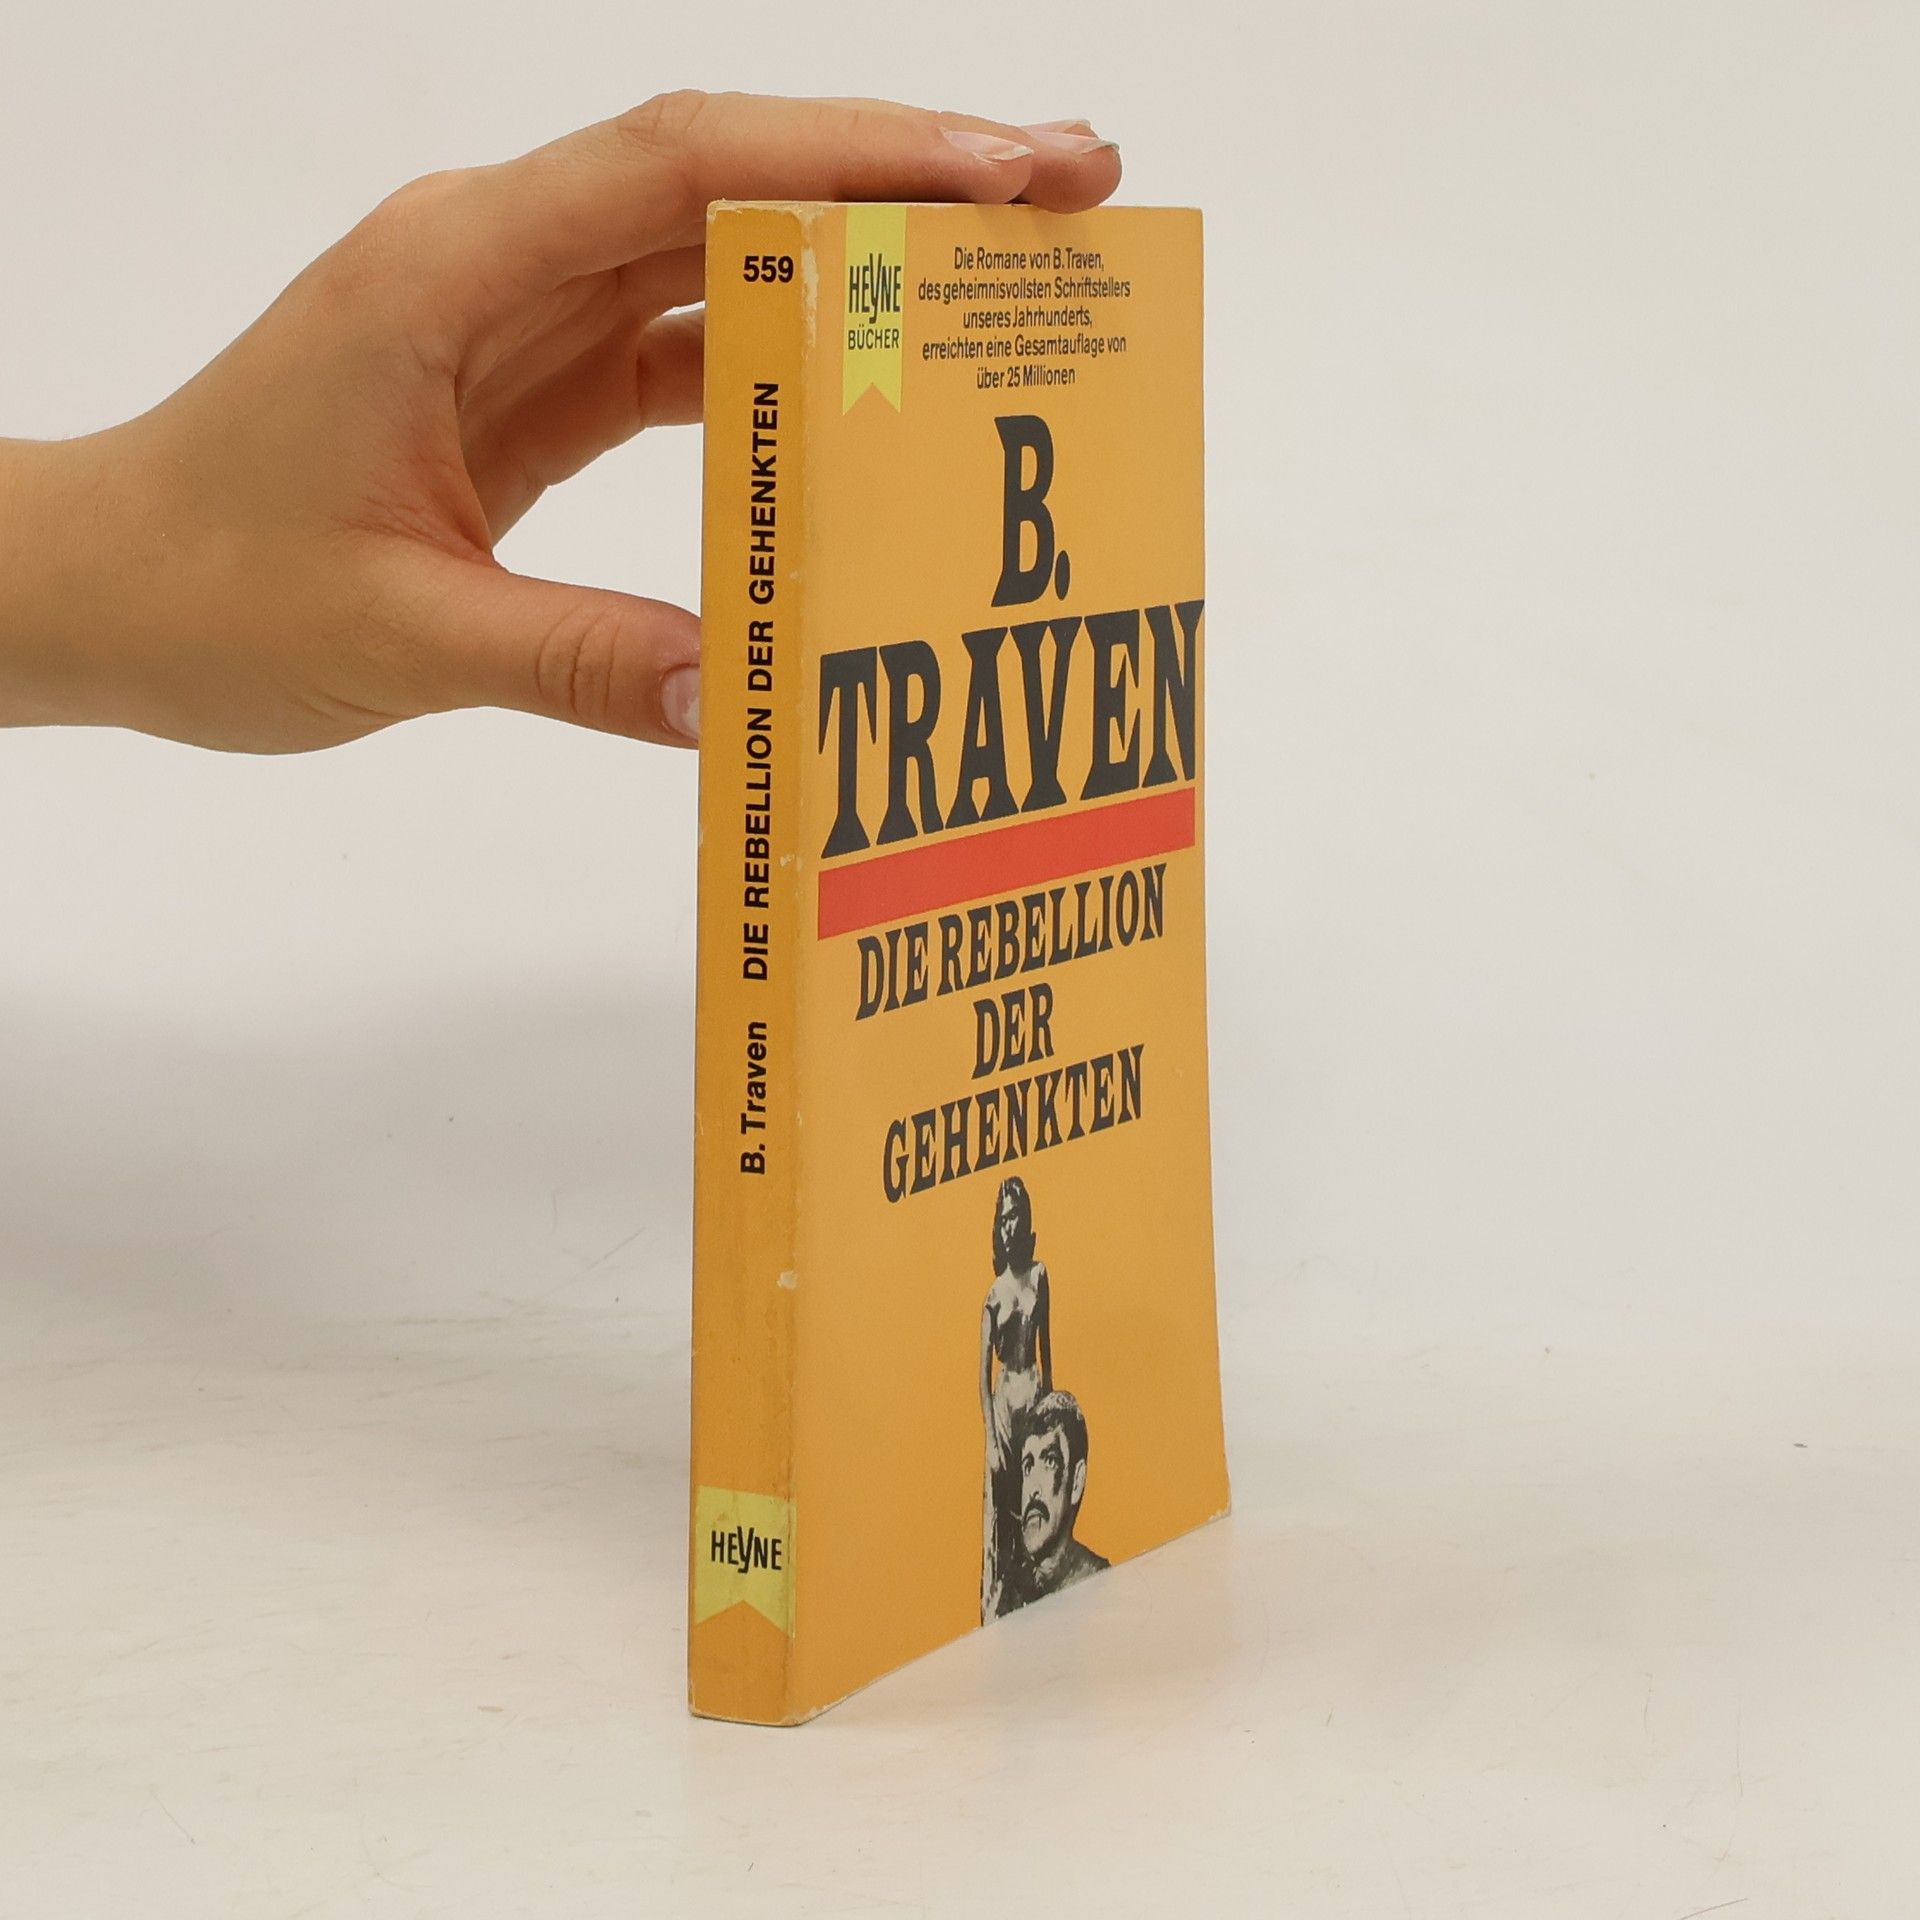 559
B. Traven DIE REBELLION DER GEHENKTEN
HEYNE
HEYNE
BÜCHER
Die Romane von B. Traven,
des geheimnisvollsten Schriftstellers
unseres Jahrhunderts,
erreichten eine Gesamtauflage von
über 25 Millionen
B.
TRAVEN
DIE REBELLION
DER
GEHENKTEN